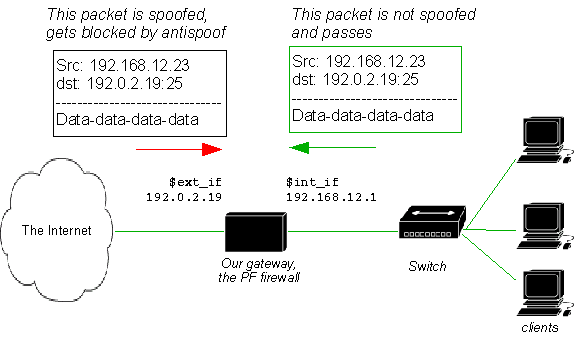 This packet is spoofed,
gets blocked by antispoof
Src: 192.168.12.23
dst: 192.0.2.19:25
------------------------------
Data-data-data-data
This packet is not spoofed
and passes
Src: 192.168.12.23
dst: 192.0.2.19:25
------------------------------
Data-data-data-data
$ext_if
192.0.2.19
$int_if
192.168.12.1
The Internet
Our gateway,
the PF firewall
Switch
clients